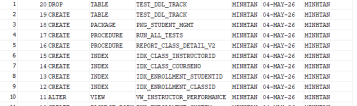 1 20 DROP TABLE TEST_DDL_TRACK MINHTAN 04-MAY-26 MINHTAN
2 19 CREATE TABLE TEST_DDL_TRACK MINHTAN 04-MAY-26 MINHTAN
3 18 CREATE PACKAGE PKG_STUDENT_MGMT MINHTAN 04-MAY-26 MINHTAN
4 17 CREATE PROCEDURE RUN_ALL_TESTS MINHTAN 04-MAY-26 MINHTAN
5 16 CREATE PROCEDURE REPORT_CLASS_DETAIL_V2 MINHTAN 04-MAY-26 MINHTAN
6 15 CREATE INDEX IDX_CLASS_INSTRUCTORID MINHTAN 04-MAY-26 MINHTAN
7 14 CREATE INDEX IDX_CLASS_COURSENO MINHTAN 04-MAY-26 MINHTAN
8 13 CREATE INDEX IDX_ENROLLMENT_STUDENTID MINHTAN 04-MAY-26 MINHTAN
9 12 CREATE INDEX IDX_ENROLLMENT_CLASSID MINHTAN 04-MAY-26 MINHTAN
10 11 ALTER VIEW VW_INSTRUCTOR_PERFORMANCE MINHTAN 04-MAY-26 MINHTAN